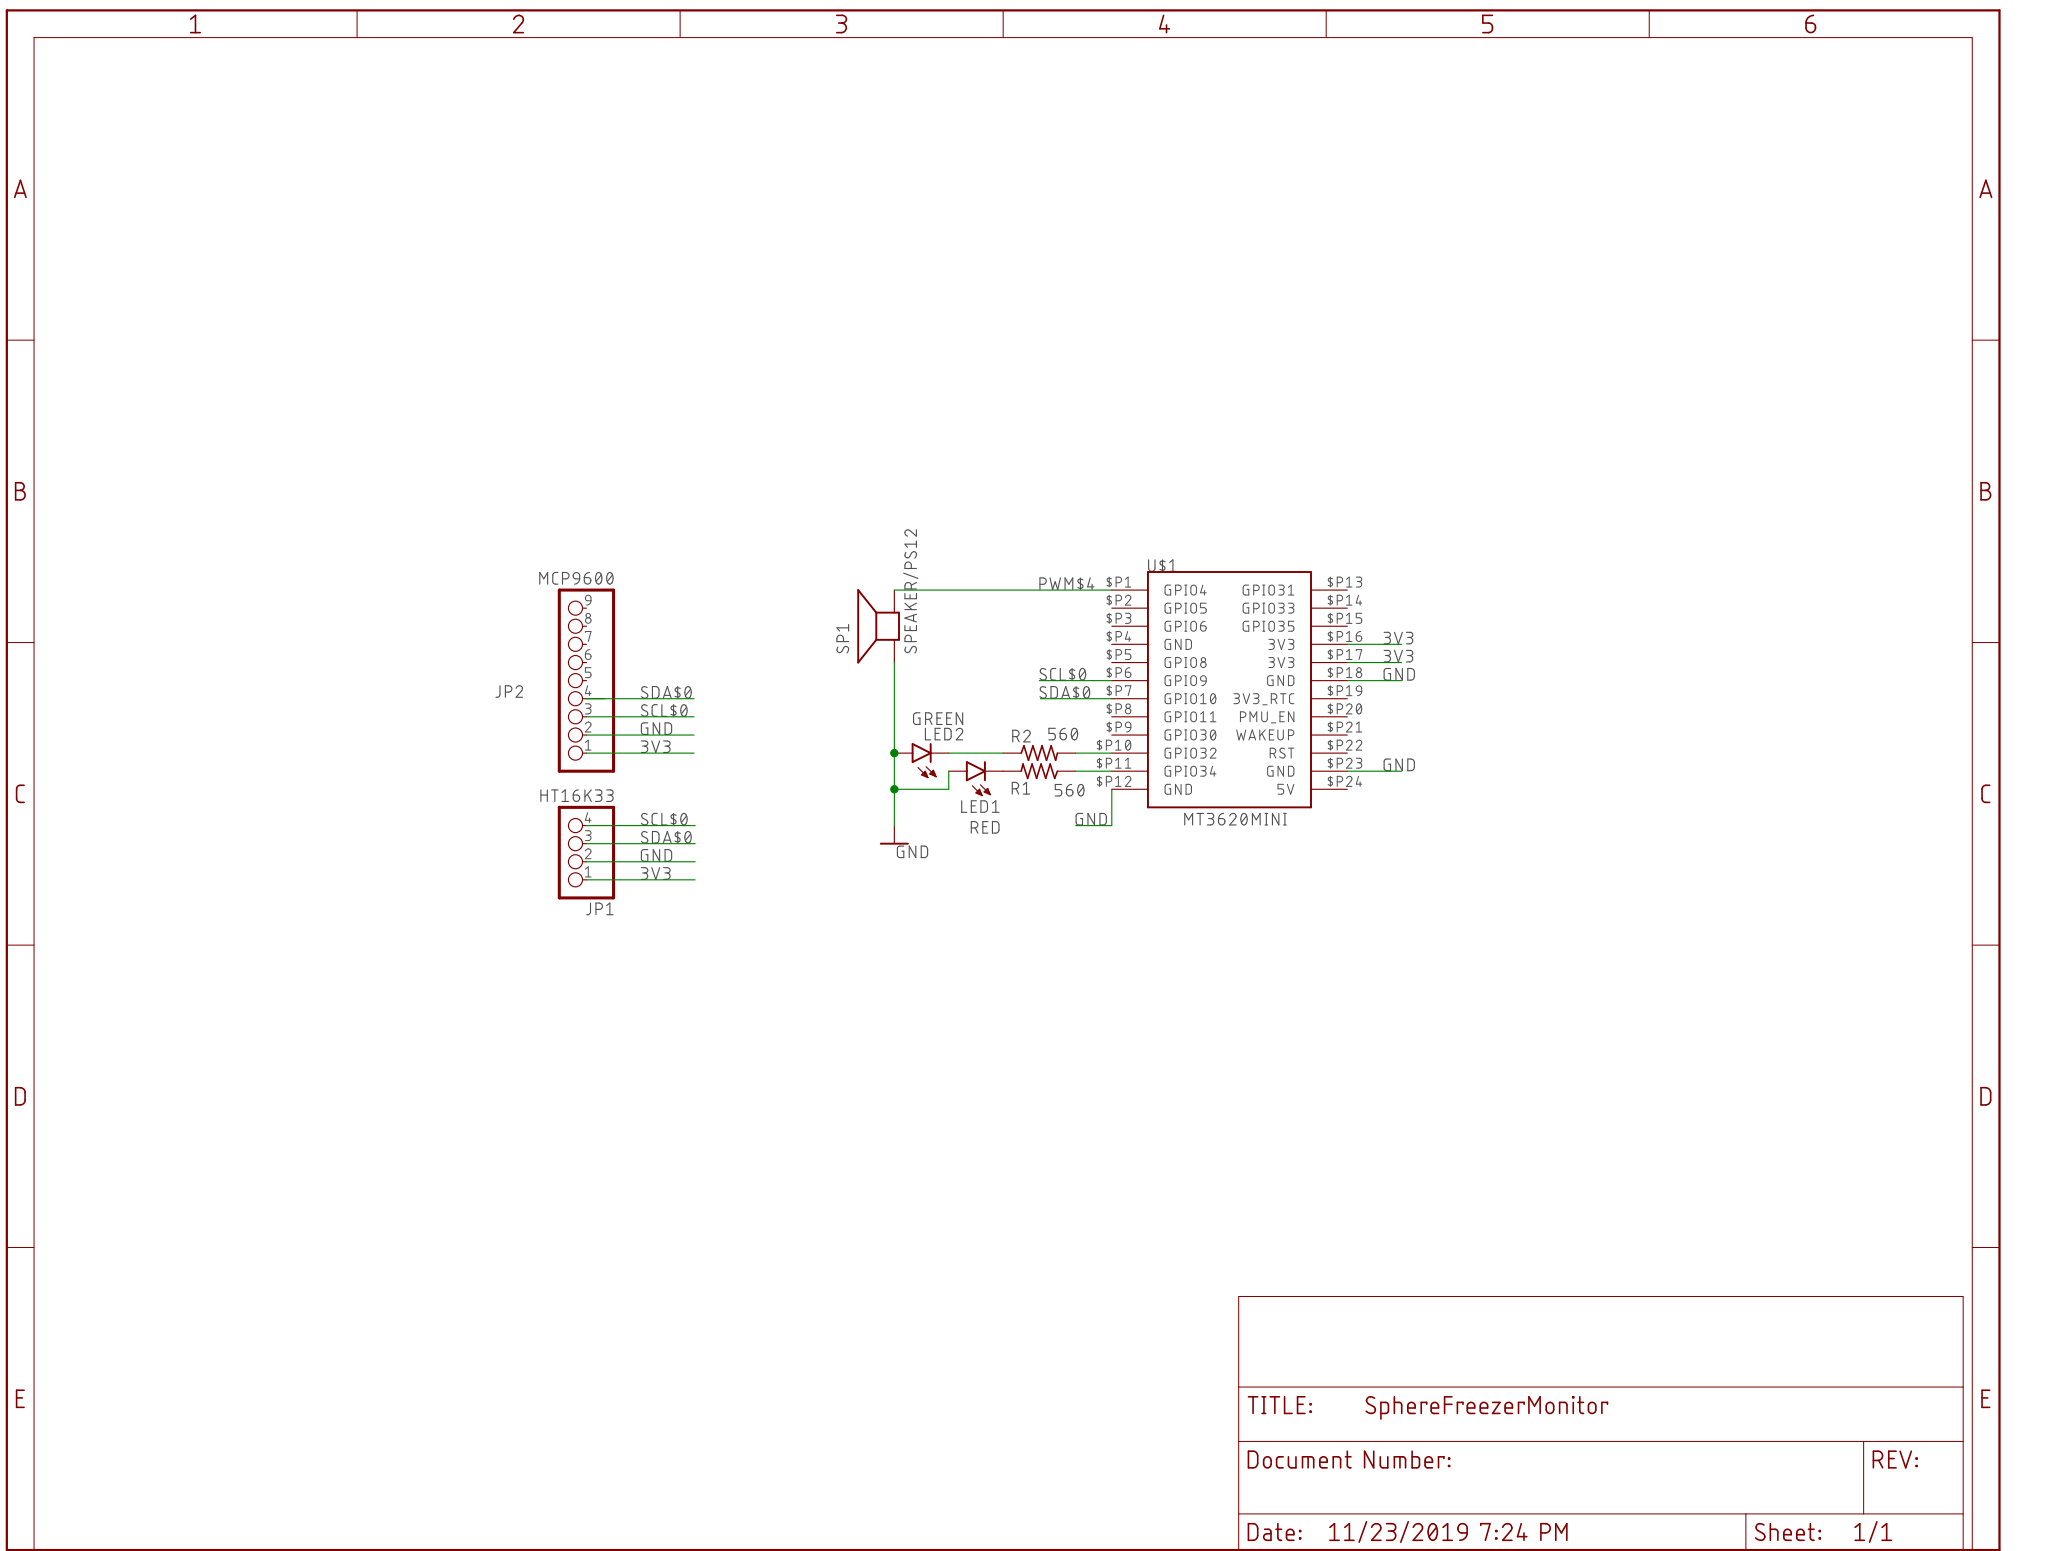 1 2 3 4 5 6
A A
B B
C C
D D
E E
MCP9600
9
8
7
6
5
4 SDA$0
3 SCL$0
2 GND
1 3V3
JP2
HT16K33
4 SCL$0
3 SDA$0
2 GND
1 3V3
JP1
SP1
SPEAKER/PS12
GREEN
LED2
R2 560
R1 560
LED1
RED
GND
U$1
PWM$4 $P1 GPIO4 GPIO31 $P13
$P2 GPIO5 GPIO33 $P14
$P3 GPIO6 GPIO35 $P15
$P4 GND 3V3 $P16 3V3
$P5 GPIO8 3V3 $P17 3V3
SCL$0 $P6 GPIO9 GND $P18 GND
SDA$0 $P7 GPIO10 3V3_RTC $P19
$P8 GPIO11 PMU_EN $P20
$P9 GPIO30 WAKEUP $P21
$P10 GPIO32 RST $P22
$P11 GPIO34 GND $P23 GND
$P12 GND 5V $P24
GND
MT3620MINI
TITLE: SphereFreezerMonitor
Document Number:
REV:
Date: 11/23/2019 7:24 PM
Sheet: 1/1